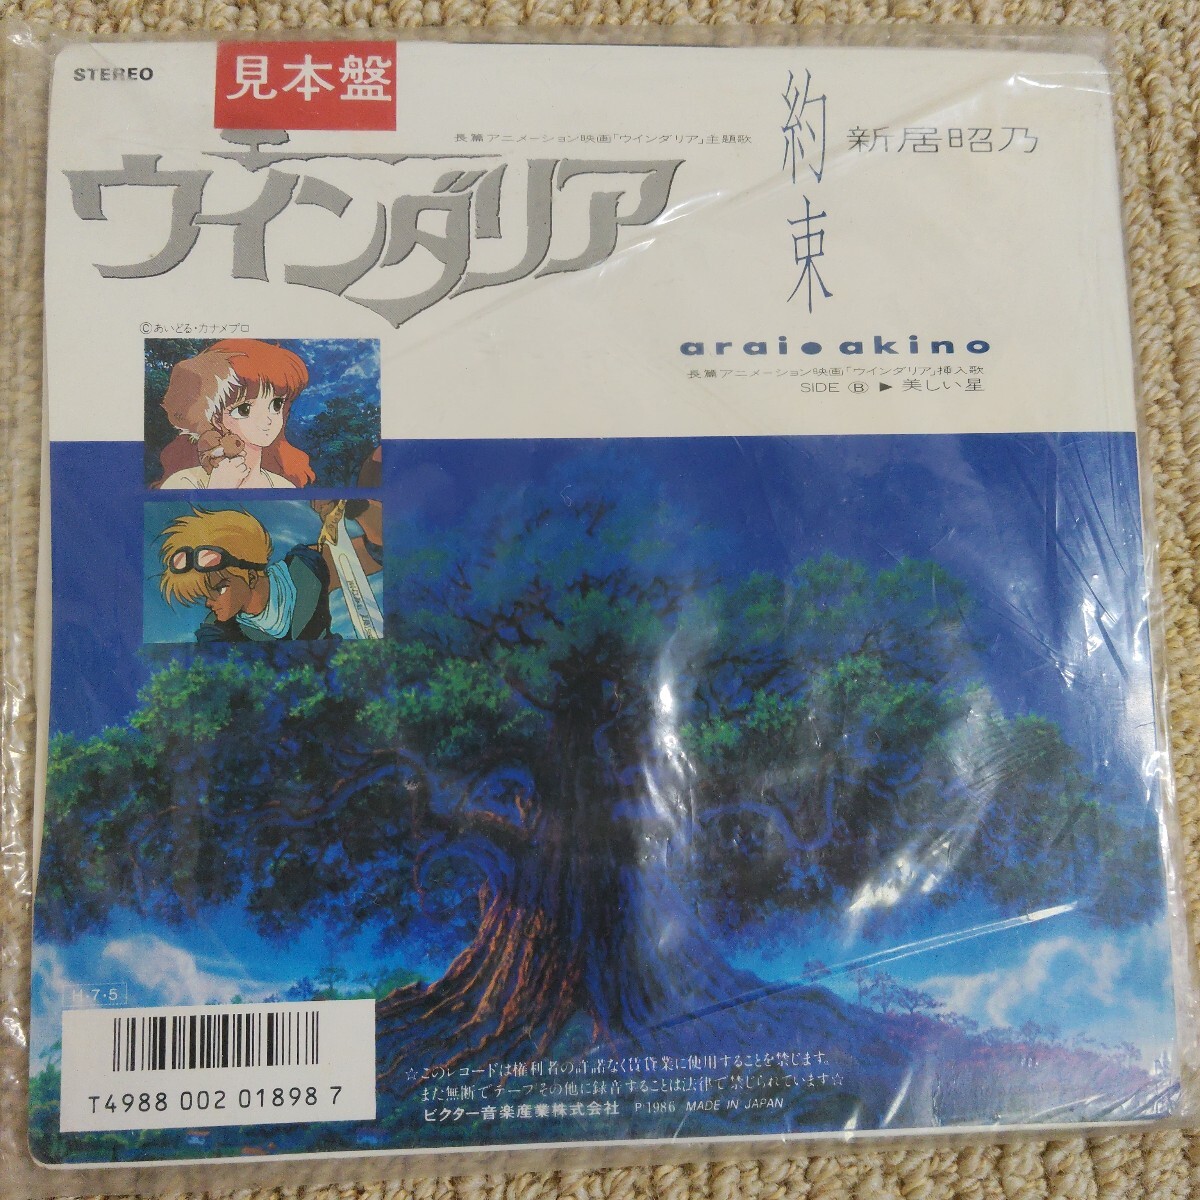 STEREO
見本盤
長篇アニメーション映画「ウインダリア」主題歌
ウインダリア
約束
新居昭乃
arai●akino
長篇アニメーション映画「ウインダリア」挿入歌
SIDE Ⓑ ▶ 美しい星
©あいどる・カナメプロ
H・7・5
T4988 002 01898 7
☆このレコードは権利者の許諾なく賃貸業に使用することを禁じます。
また無断でテープその他に録音することは法律で禁じられています☆
ビクター音楽産業株式会社 P 1986 MADE IN JAPAN